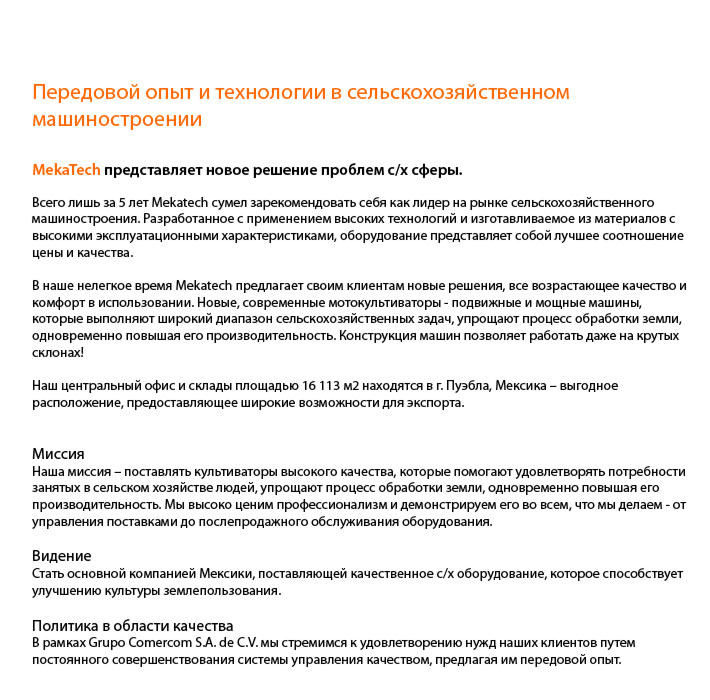 Передовой опыт и технологии в сельскохозяйственном
машиностроении
MekaTech представляет новое решение проблем с/х сферы.
Всего лишь за 5 лет Mekatech сумел зарекомендовать себя как лидер на рынке сельскохозяйственного
машиностроения. Разработанное с применением высоких технологий и изготавливаемое из материалов с
высокими эксплуатационными характеристиками, оборудование представляет собой лучшее соотношение
цены и качества.
В наше нелегкое время Mekatech предлагает своим клиентам новые решения, все возрастающее качество и
комфорт в использовании. Новые, современные мотокультиваторы - подвижные и мощные машины,
которые выполняют широкий диапазон сельскохозяйственных задач, упрощают процесс обработки земли,
одновременно повышая его производительность. Конструкция машин позволяет работать даже на крутых
склонах!
Наш центральный офис и склады площадью 16 113 м2 находятся в г. Пуэбла, Мексика – выгодное
расположение, предоставляющее широкие возможности для экспорта.
Миссия
Наша миссия – поставлять культиваторы высокого качества, которые помогают удовлетворять потребности
занятых в сельском хозяйстве людей, упрощают процесс обработки земли, одновременно повышая его
производительность. Мы высоко ценим профессионализм и демонстрируем его во всем, что мы делаем - от
управления поставками до послепродажного обслуживания оборудования.
Видение
Стать основной компанией Мексики, поставляющей качественное с/х оборудование, которое способствует
улучшению культуры землепользования.
Политика в области качества
В рамках Grupo Comercom S.A. de C.V. мы стремимся к удовлетворению нужд наших клиентов путем
постоянного совершенствования системы управления качеством, предлагая им передовой опыт.